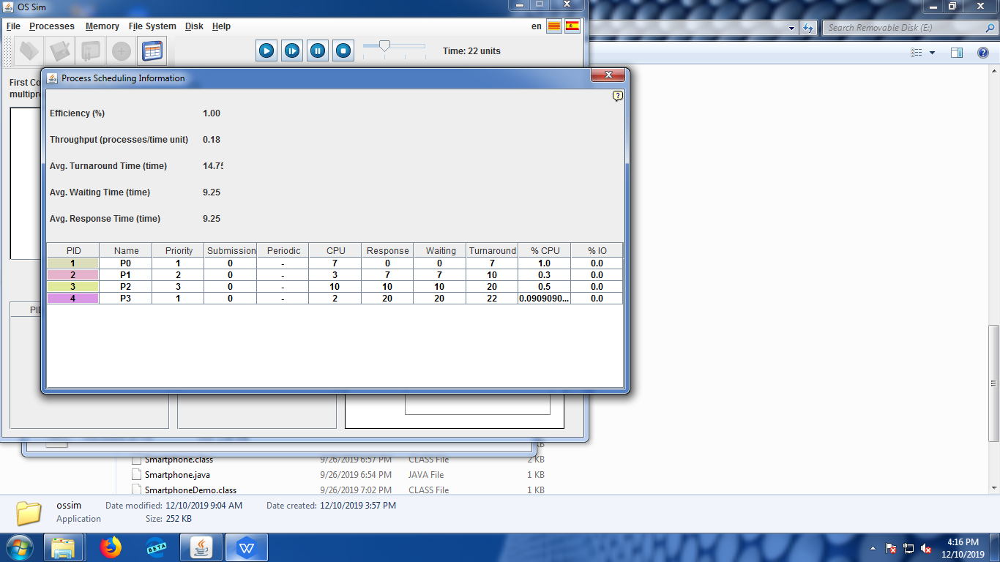 OS Sim
File Processes Memory File System Disk Help
en
Time: 22 units
Search Removable Disk (E:)
First Co
multipro
Process Scheduling Information
Efficiency (%) 1.00
Throughput (processes/time unit) 0.18
Avg. Turnaround Time (time) 14.75
Avg. Waiting Time (time) 9.25
Avg. Response Time (time) 9.25
PID Name Priority Submission Periodic CPU Response Waiting Turnaround % CPU % IO
1 P0 1 0 - 7 0 0 7 1.0 0.0
2 P1 2 0 - 3 7 7 10 0.3 0.0
3 P2 3 0 - 10 10 10 20 0.5 0.0
4 P3 1 0 - 2 20 20 22 0.0909090... 0.0
PID
KB
Smartphone.class 9/26/2019 6:57 PM CLASS File 2 KB
Smartphone.java 9/26/2019 6:54 PM JAVA File 1 KB
SmartphoneDemo.class 9/26/2019 7:02 PM CLASS File 1 KB
ossim Date modified: 12/10/2019 9:04 AM Date created: 12/10/2019 3:57 PM
Application Size: 252 KB
BETA
4:16 PM
12/10/2019